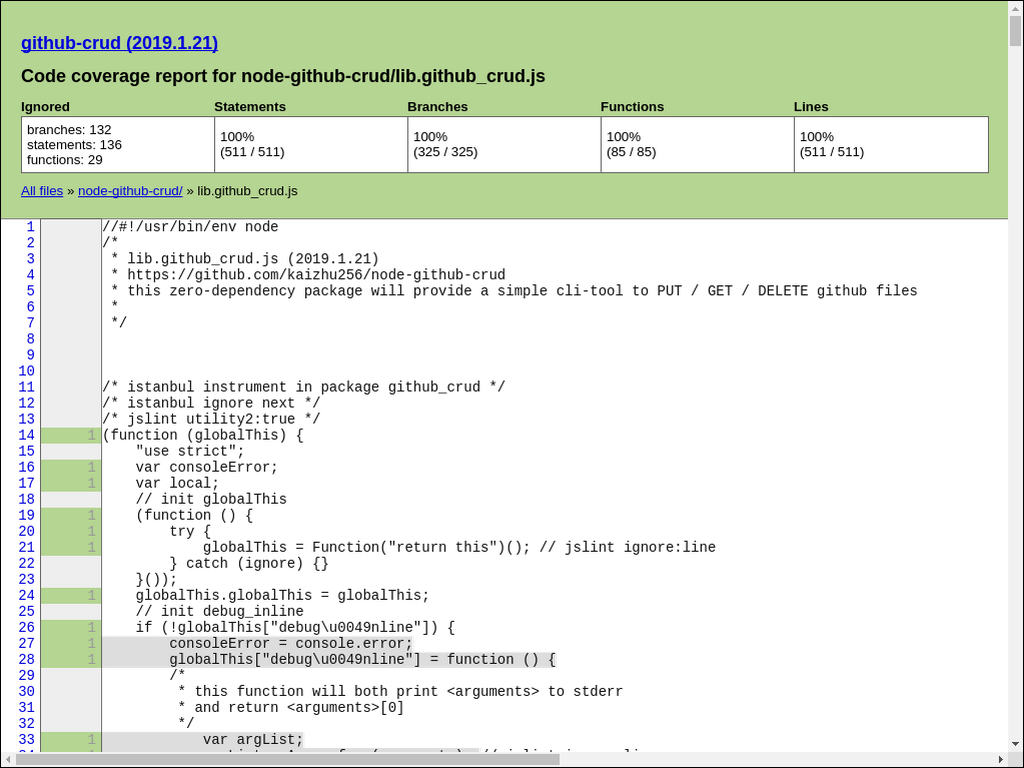 github-crud (2019.1.21)
Code coverage report for node-github-crud/lib.github_crud.js
Ignored Statements Branches Functions Lines
branches: 132
statements: 136
functions: 29
100%
(511 / 511)
100%
(325 / 325)
100%
(85 / 85)
100%
(511 / 511)
All files » node-github-crud/ » lib.github_crud.js
1 //#!/usr/bin/env node
2 /*
3  * lib.github_crud.js (2019.1.21)
4  * https://github.com/kaizhu256/node-github-crud
5  * this zero-dependency package will provide a simple cli-tool to PUT / GET / DELETE github files
6  *
7  */
8
9
10
11 /* istanbul instrument in package github_crud */
12 /* istanbul ignore next */
13 /* jslint utility2:true */
14 1 (function (globalThis) {
15     "use strict";
16 1     var consoleError;
17 1     var local;
18     // init globalThis
19 1     (function () {
20 1         try {
21 1             globalThis = Function("return this")(); // jslint ignore:line
22         } catch (ignore) {}
23     }());
24 1     globalThis.globalThis = globalThis;
25     // init debug_inline
26 1     if (!globalThis["debug\u0049nline"]) {
27 1         consoleError = console.error;
28 1         globalThis["debug\u0049nline"] = function () {
29         /*
30          * this function will both print <arguments> to stderr
31          * and return <arguments>[0]
32          */
33 1             var argList;